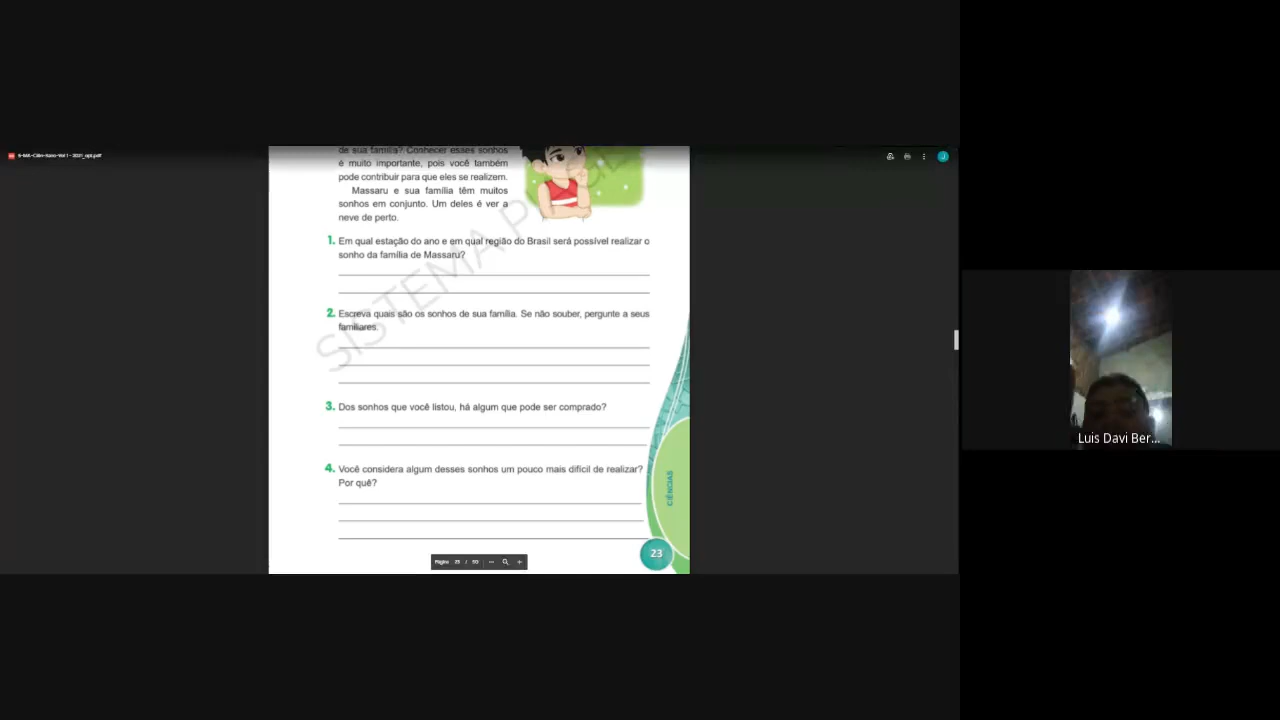 de sua família? Conhecer esses sonhos
é muito importante, pois você também
pode contribuir para que eles se realizem.
Massaru e sua família têm muitos
sonhos em conjunto. Um deles é ver a
neve de perto.
1. Em qual estação do ano e em qual região do Brasil será possível realizar o
sonho da família de Massaru?
2. Escreva quais são os sonhos de sua família. Se não souber, pergunte a seus
familiares.
3. Dos sonhos que você listou, há algum que pode ser comprado?
4. Você considera algum desses sonhos um pouco mais difícil de realizar?
Por quê?
SISTEMA
CIÊNCIAS
23
Página
J
Luis Davi Ber...